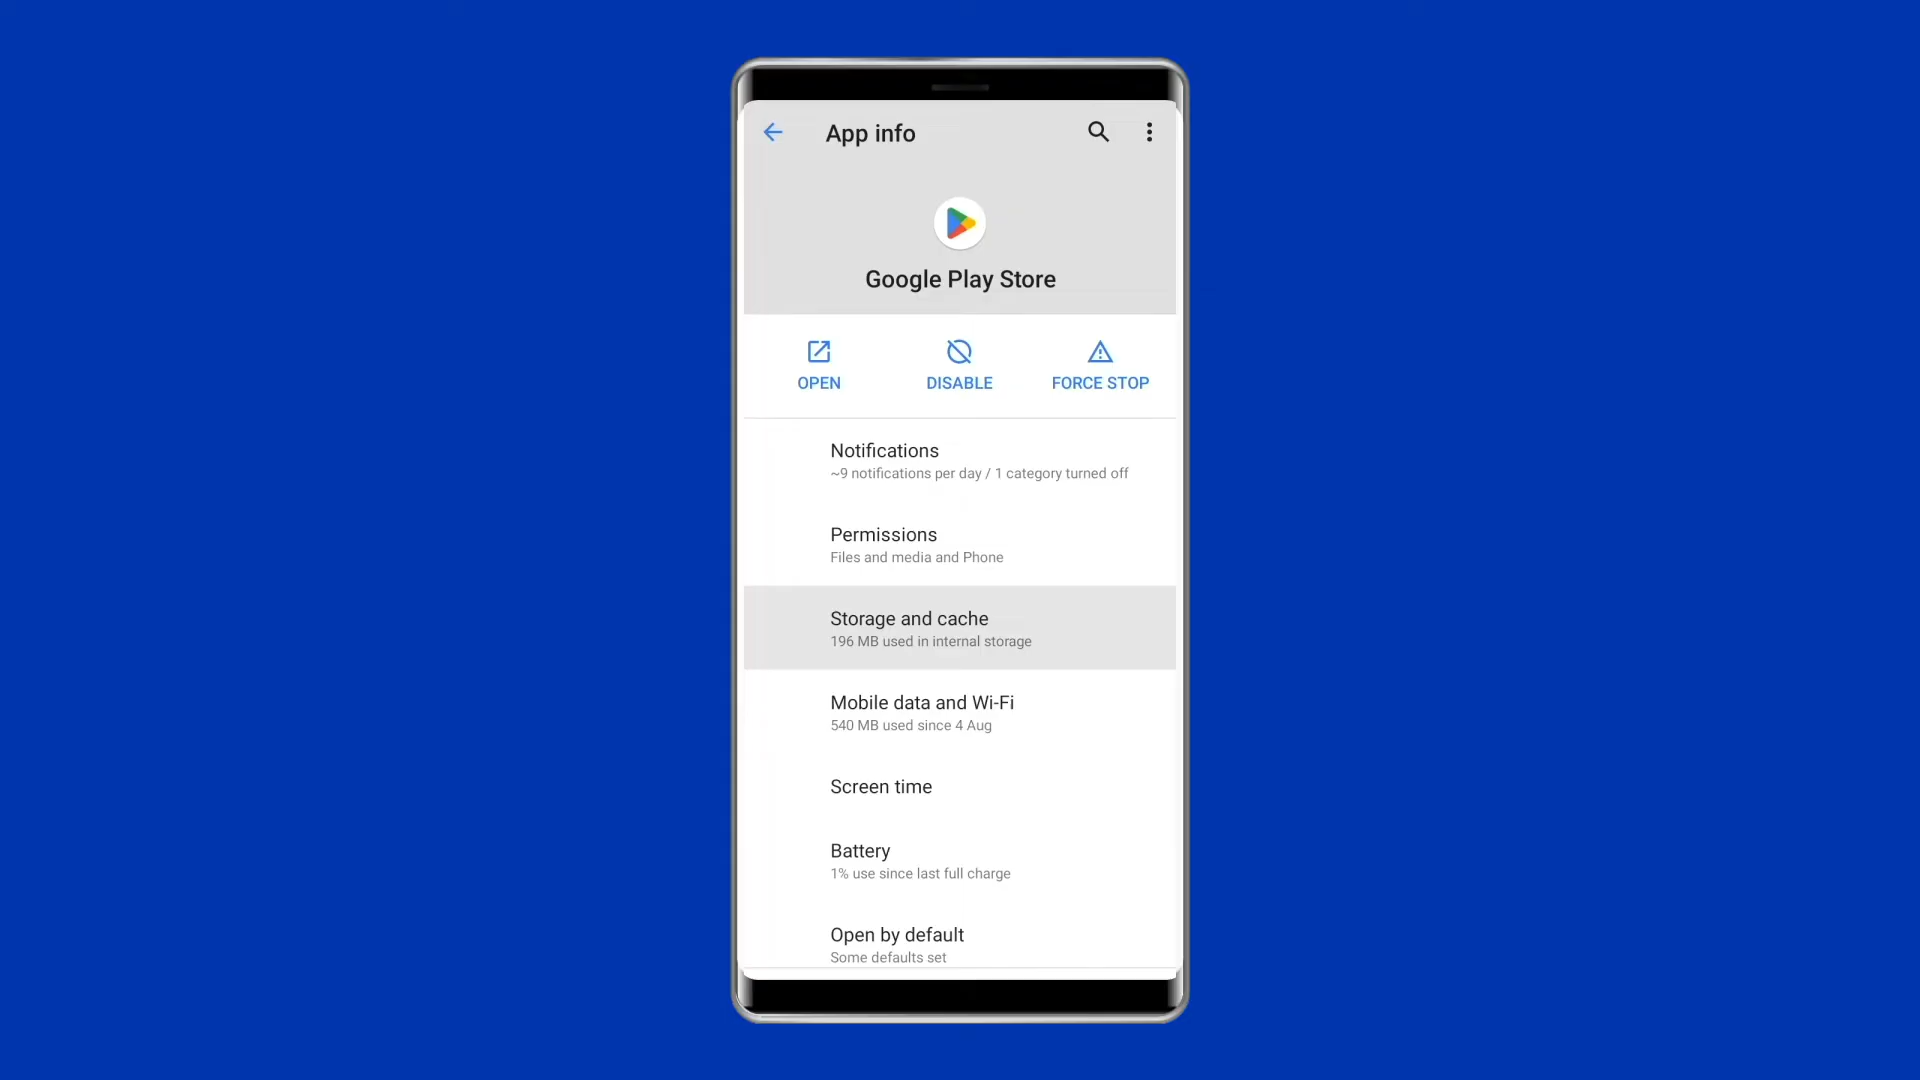 App info
Google Play Store
OPEN
DISABLE
FORCE STOP
Notifications
~9 notifications per day / 1 category turned off
Permissions
Files and media and Phone
Storage and cache
196 MB used in internal storage
Mobile data and Wi-Fi
540 MB used since 4 Aug
Screen time
Battery
1% use since last full charge
Open by default
Some defaults set